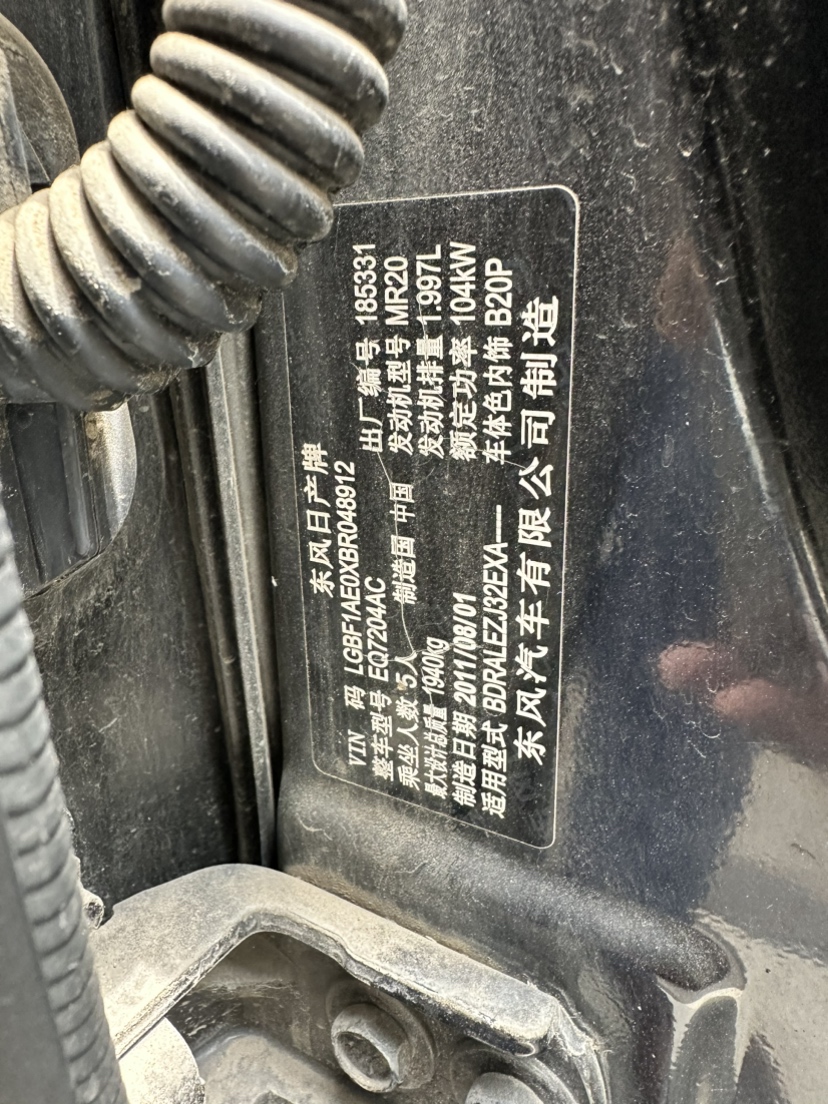 东风日产牌
VIN 码 LGBF1AE0XBR048912 出厂编号 185331
整车型号 EQ7204AC 发动机型号 MR20
乘坐人数 5人 制造国 中国 发动机排量 1.997L
最大设计总质量 1940kg 额定功率 104kW
制造日期 2011/08/01 车体色内饰 B20P
适用型式 BDRALEZJ32EXA——
东风汽车有限公司制造